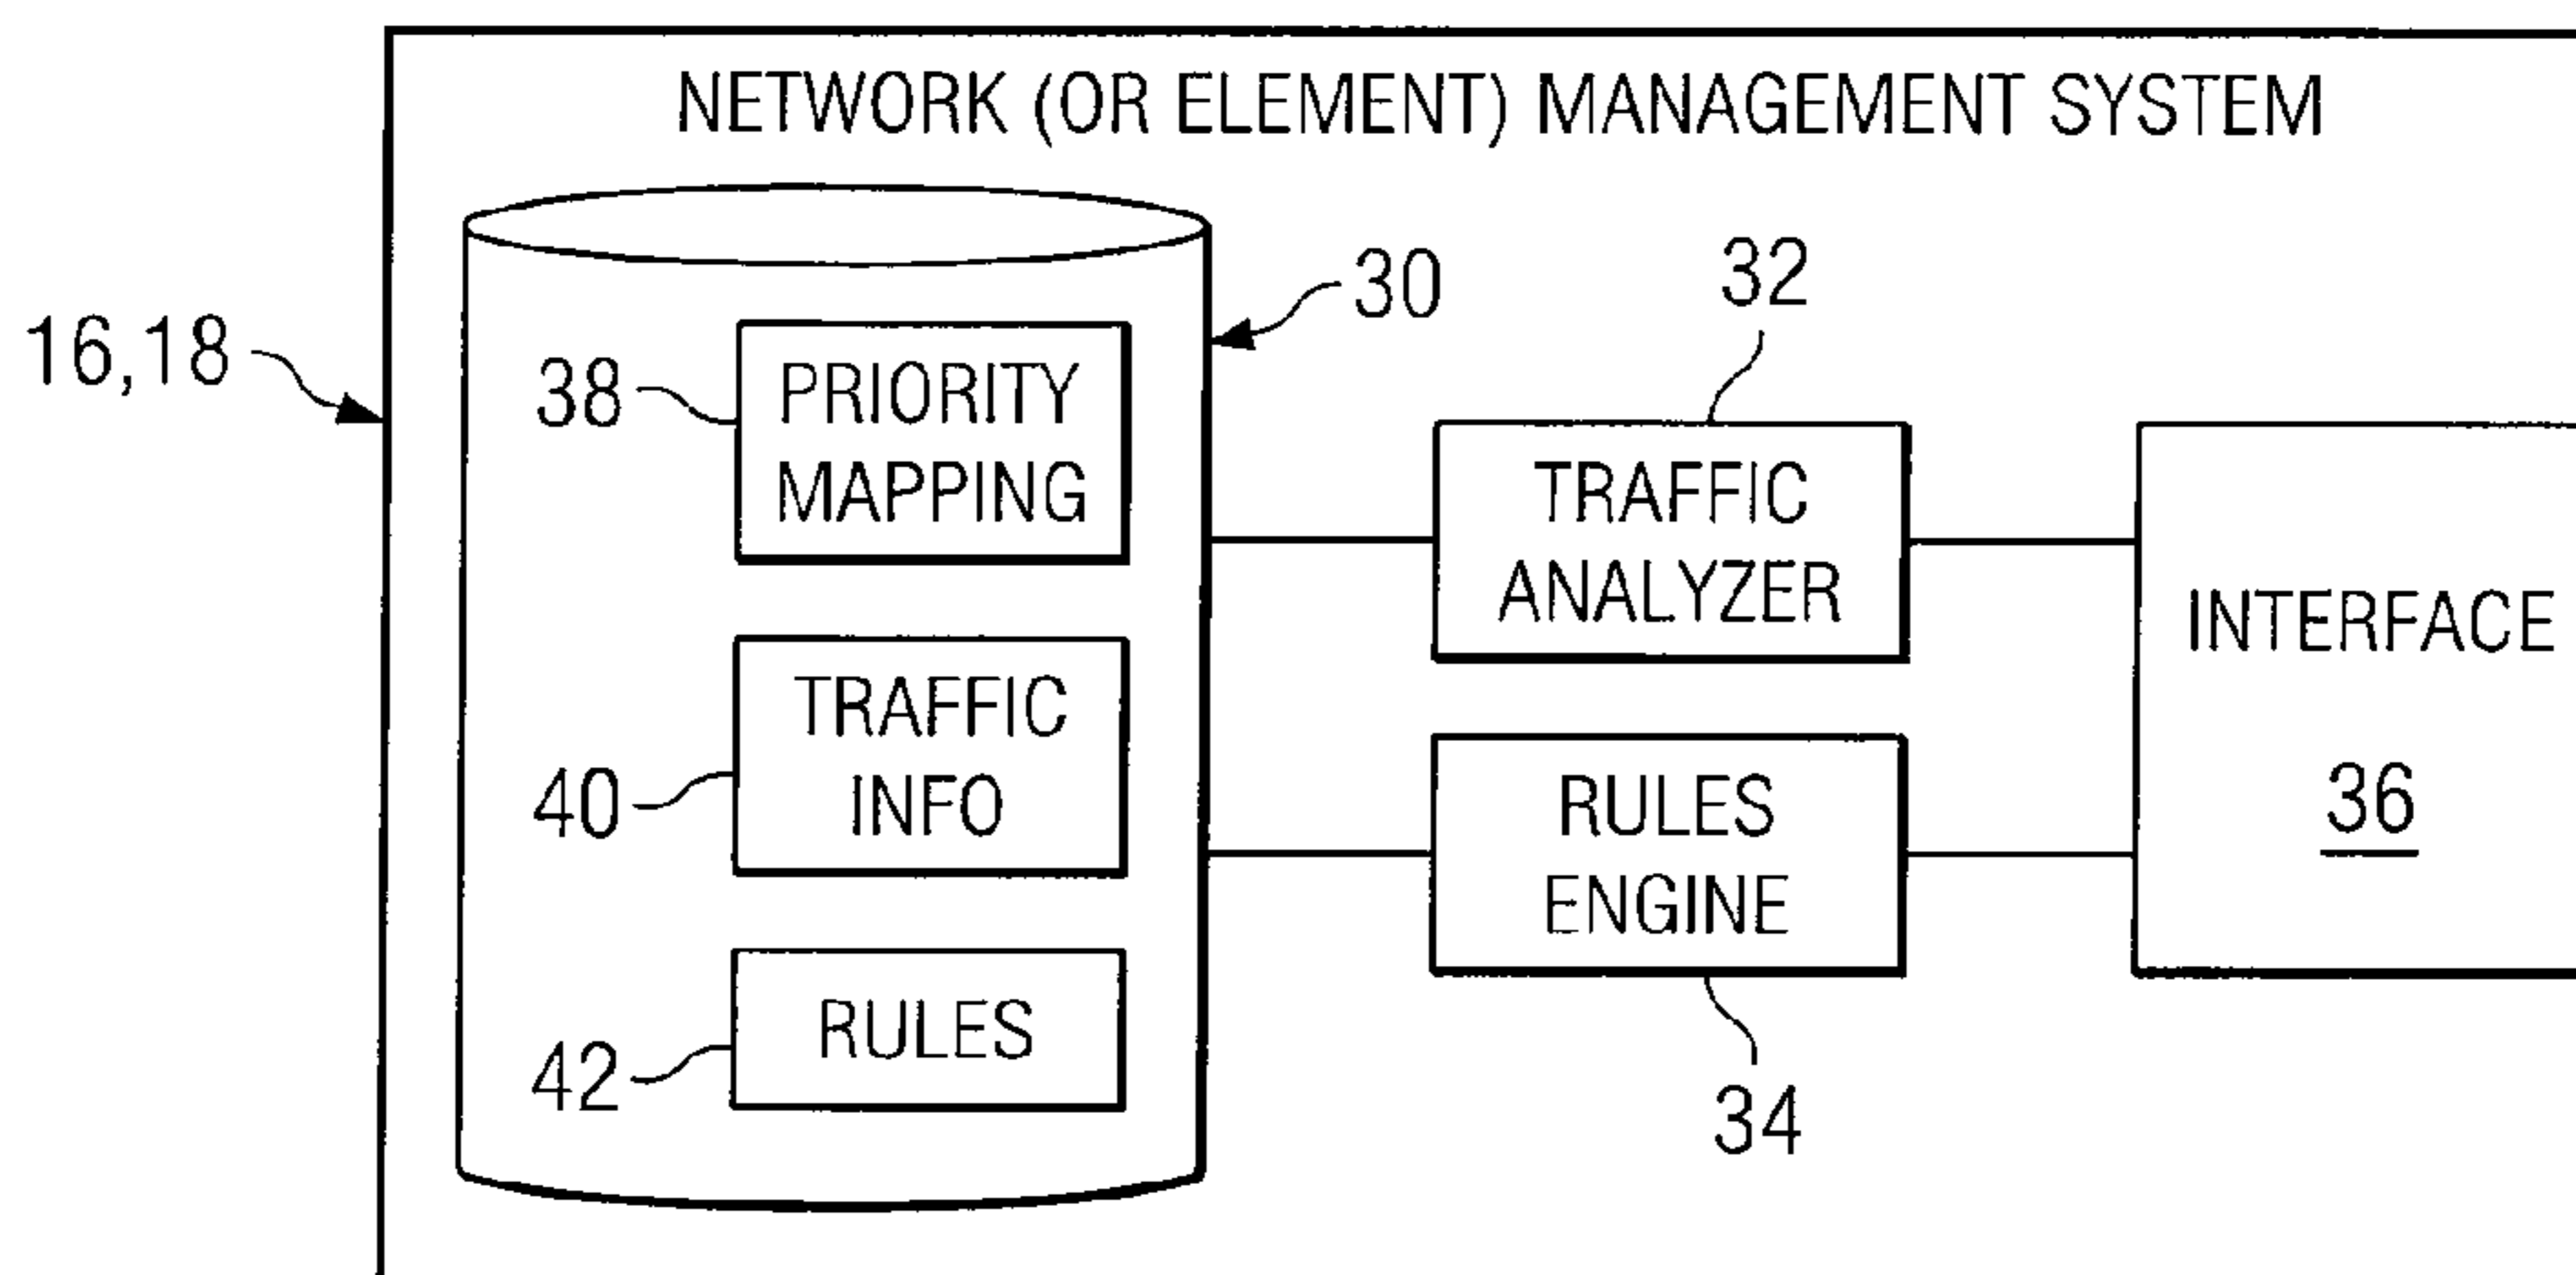 NETWORK (OR ELEMENT) MANAGEMENT SYSTEM
16,18
30
32
38
PRIORITY
MAPPING
TRAFFIC
ANALYZER
INTERFACE
36
40
TRAFFIC
INFO
RULES
ENGINE
34
42
RULES